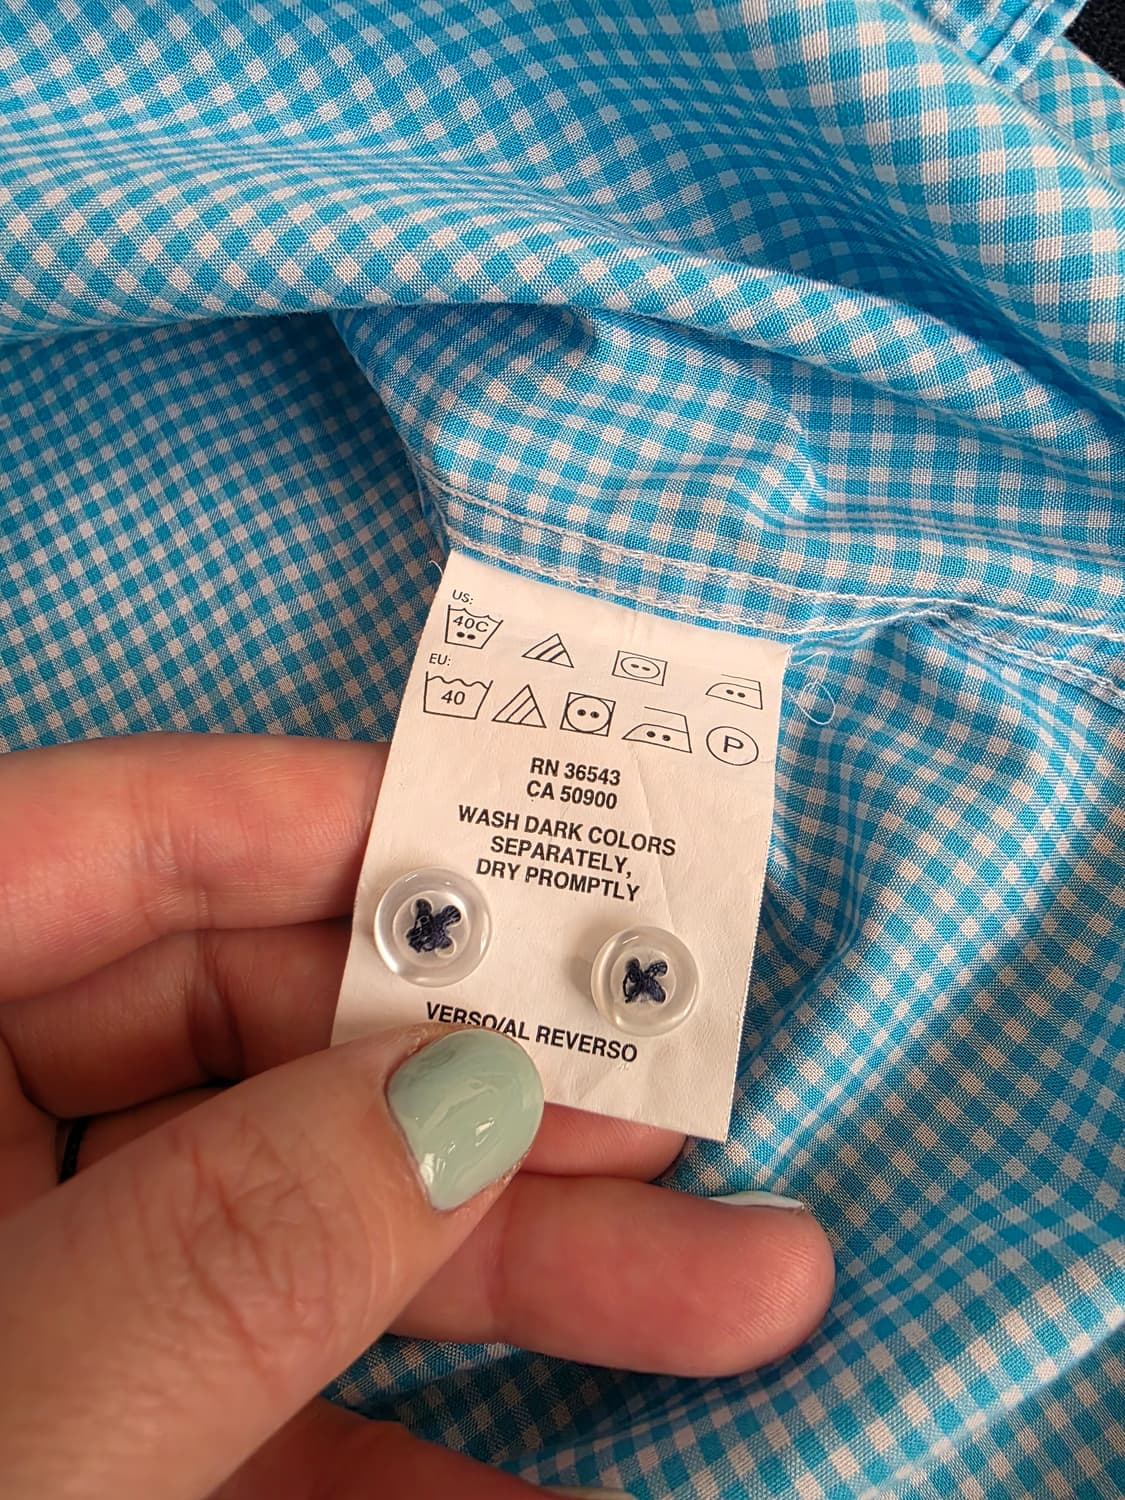 US:
40C
EU:
40
P
RN 36543
CA 50900
WASH DARK COLORS
SEPARATELY,
DRY PROMPTLY
VERSO/AL REVERSO